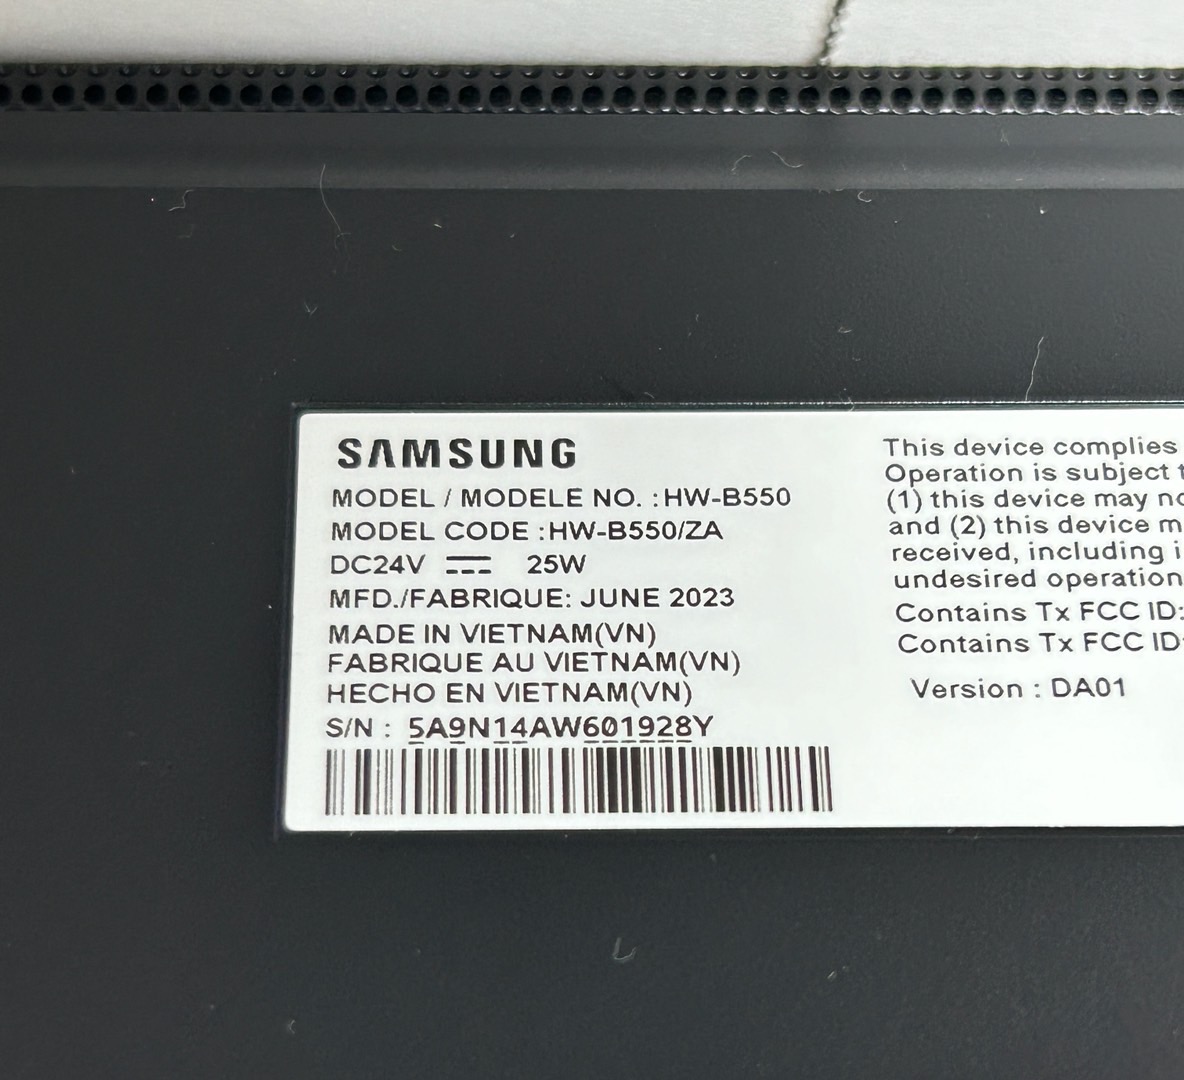 SAMSUNG
MODEL / MODELE NO. :HW-B550
MODEL CODE :HW-B550/ZA
DC24V ⎓ 25W
MFD./FABRIQUE: JUNE 2023
MADE IN VIETNAM(VN)
FABRIQUE AU VIETNAM(VN)
HECHO EN VIETNAM(VN)
S/N : 5A9N14AW601928Y
This device complies
Operation is subject
(1) this device may
and (2) this device
received, including
undesired operation
Contains Tx FCC ID:
Contains Tx FCC ID:
Version : DA01